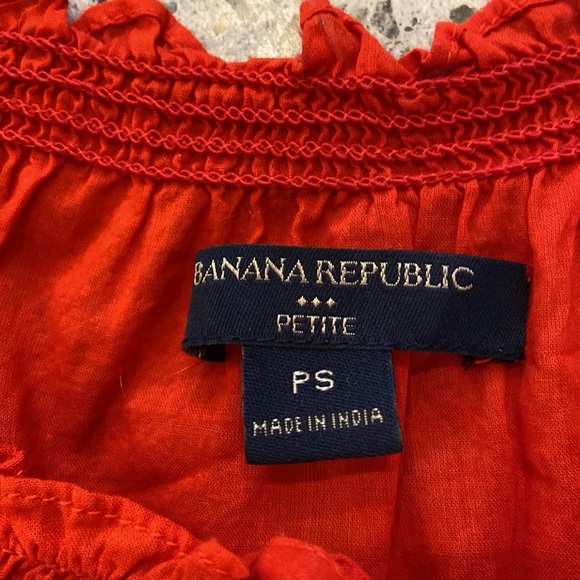 BANANA REPUBLIC
PETITE
PS
MADE IN INDIA